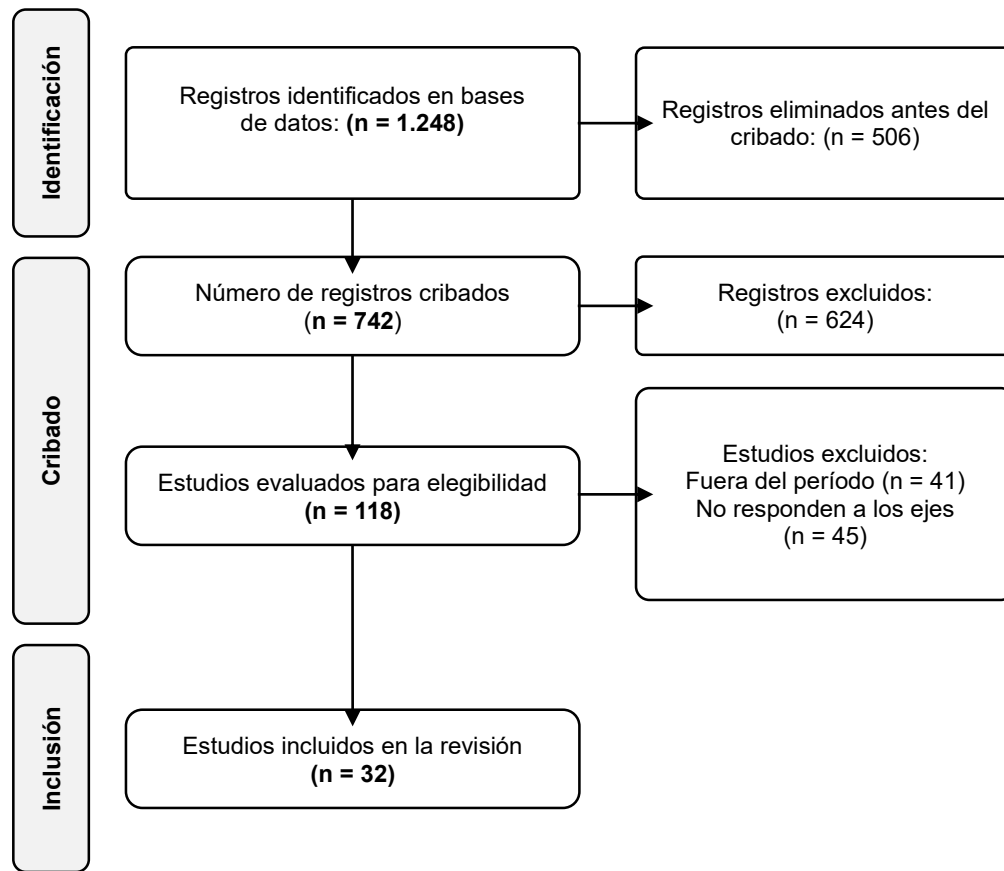 Identificación
Registros identificados en bases
de datos: (n = 1.248)
Registros eliminados antes del
cribado: (n = 506)
Cribado
Número de registros cribados
(n = 742)
Registros excluidos:
(n = 624)
Estudios evaluados para elegibilidad
(n = 118)
Estudios excluidos:
Fuera del período (n = 41)
No responden a los ejes
(n = 45)
Inclusión
Estudios incluidos en la revisión
(n = 32)